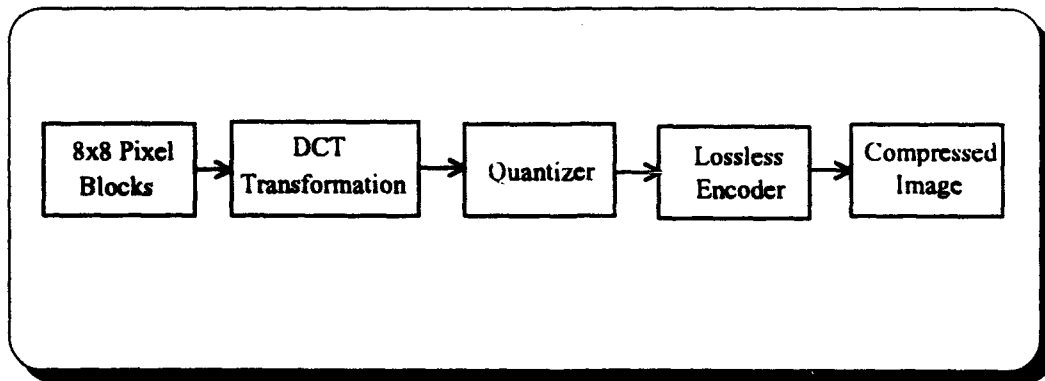 8x8 Pixel
Blocks
DCT
Transformation
Quantizer
Lossless
Encoder
Compressed
Image